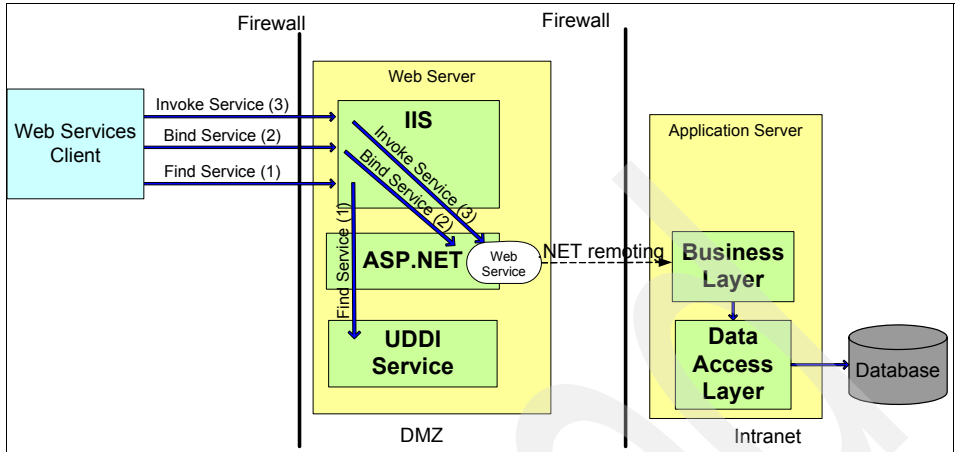 Firewall
Firewall
Web Server
IIS
Web Services
Client
Invoke Service (3)
Bind Service (2)
Find Service (1)
Invoke Service (3)
Bind Service (2)
Find Service (1)
ASP.NET
Web
Service
.NET remoting
UDDI
Service
DMZ
Application Server
Business
Layer
Data
Access
Layer
Database
Intranet